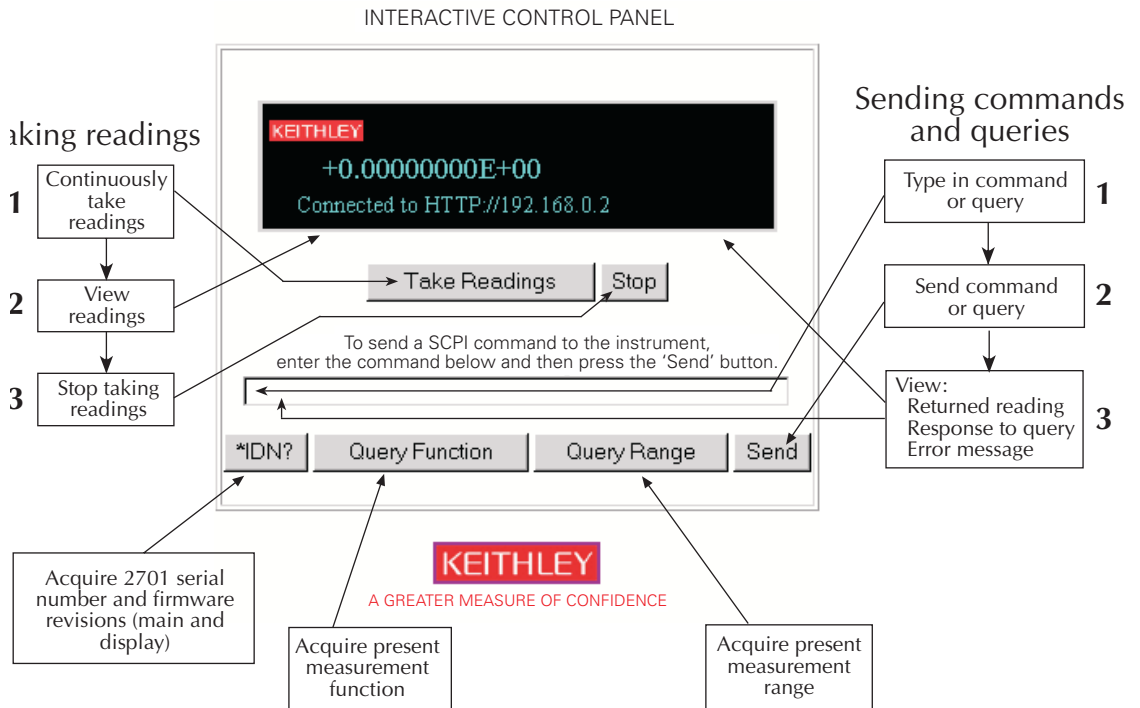 INTERACTIVE CONTROL PANEL
aking readings
1
Continuously
take
readings
2
View
readings
3
Stop taking
readings
KEITHLEY
+0.00000000E+00
Connected to HTTP://192.168.0.2
Take Readings
Stop
To send a SCPI command to the instrument,
enter the command below and then press the ‘Send’ button.
*IDN?
Query Function
Query Range
Send
Sending commands
and queries
Type in command
or query
1
Send command
or query
2
View:
Returned reading
Response to query
Error message
3
Acquire 2701 serial
number and firmware
revisions (main and
display)
KEITHLEY
A GREATER MEASURE OF CONFIDENCE
Acquire present
measurement
function
Acquire present
measurement
range